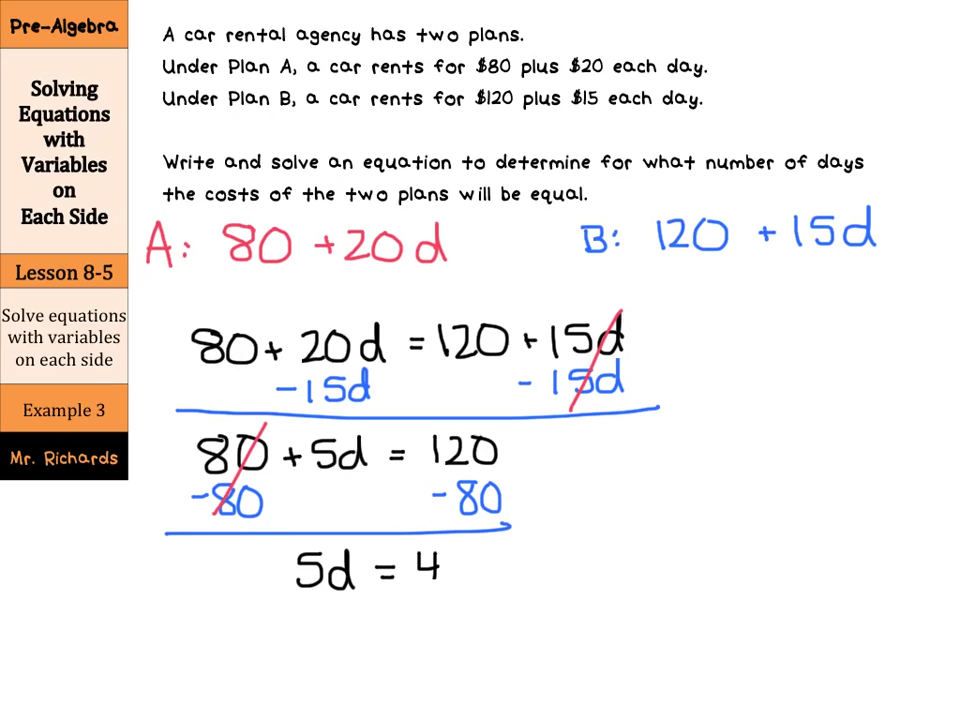 Pre-Algebra
Solving
Equations
with
Variables
on
Each Side
Lesson 8-5
Solve equations
with variables
on each side
Example 3
Mr. Richards
A car rental agency has two plans.
Under Plan A, a car rents for $80 plus $20 each day.
Under Plan B, a car rents for $120 plus $15 each day.
Write and solve an equation to determine for what number of days
the costs of the two plans will be equal.
A: 80 + 20d B: 120 + 15d
80 + 20d = 120 + 15d
-15d - 15d
80 + 5d = 120
-80 - 80
5d = 4